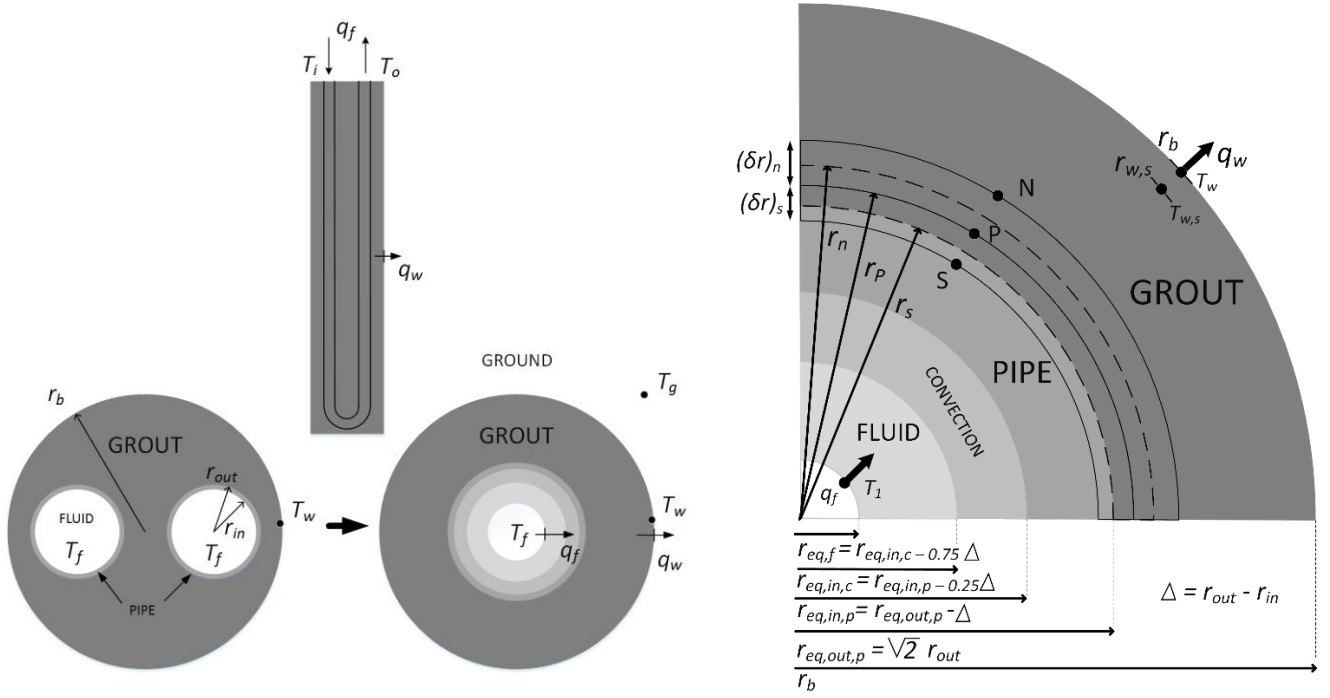 q_f
T_i
T_o
q_w
GROUND
T_g
r_b
GROUT
r_out
FLUID
T_f
r_in
T_f
T_w
PIPE
GROUT
T_f
q_f
T_w
q_w
(δr)_n
(δr)_s
N
P
S
r_n
r_P
r_s
r_b
q_w
r_w,s
T_w
T_w,s
GROUT
PIPE
CONVECTION
FLUID
q_f
T_1
r_eq,f = r_eq,in,c – 0.75 Δ
r_eq,in,c = r_eq,in,p – 0.25Δ
r_eq,in,p = r_eq,out,p - Δ
r_eq,out,p = √2 r_out
r_b
Δ = r_out - r_in